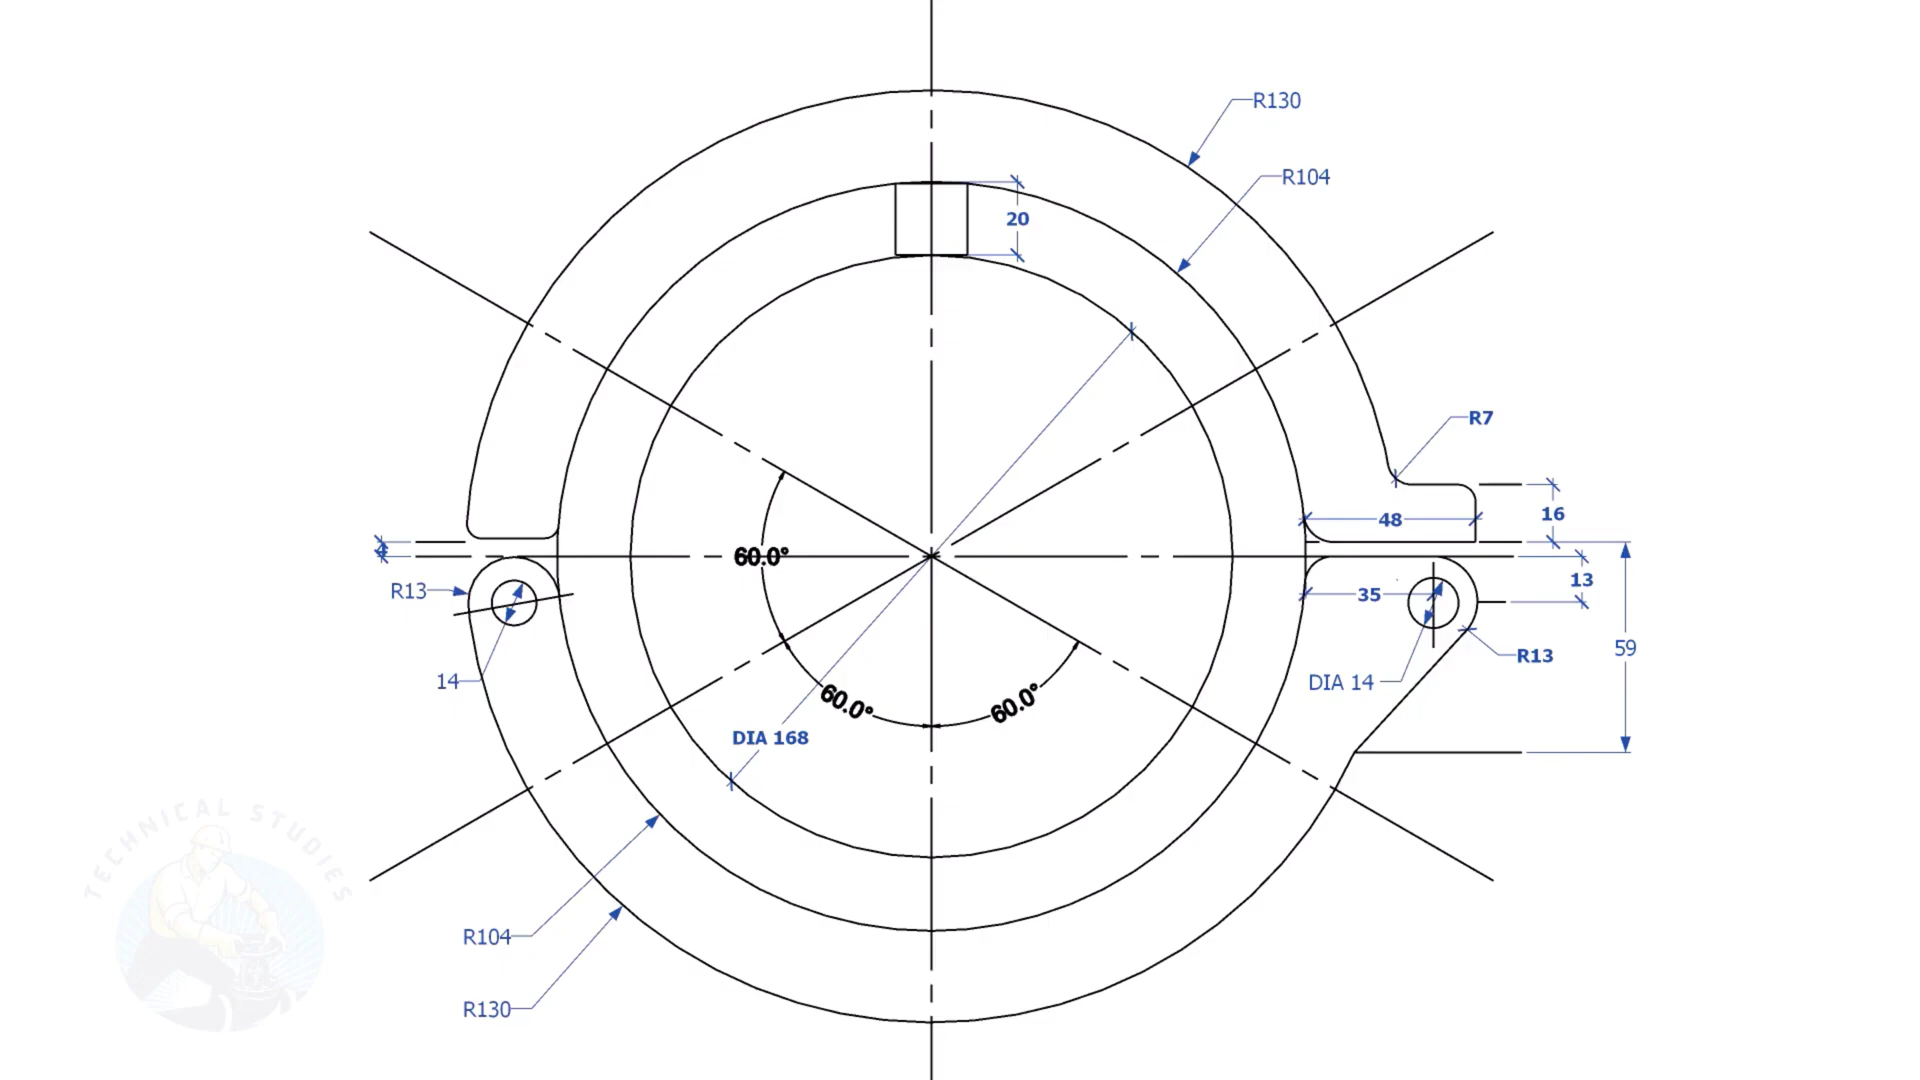 R130
R104
20
R7
48
16
4
60.0°
13
R13
35
59
R13
14
DIA 14
60.0°
60.0°
DIA 168
TECHNICAL STUDIES
R104
R130